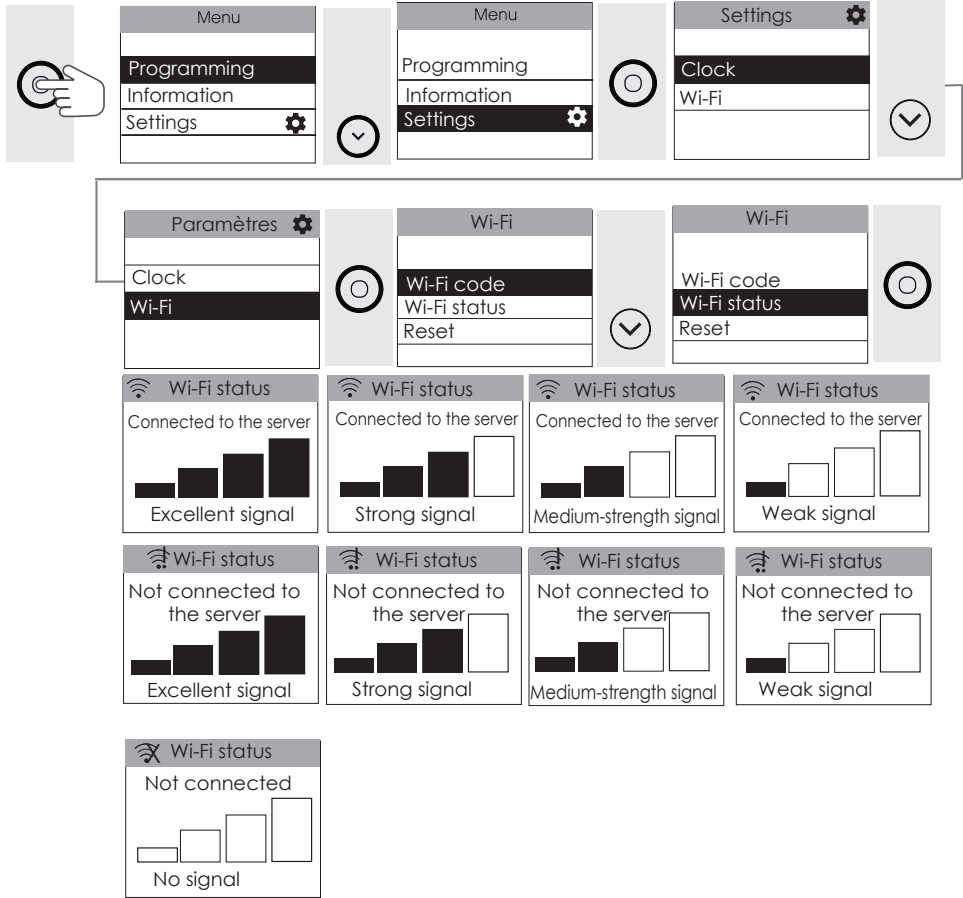 Menu
Programming
Information
Settings
Menu
Programming
Information
Settings
Settings
Clock
Wi-Fi
Paramètres
Clock
Wi-Fi
Wi-Fi
Wi-Fi code
Wi-Fi status
Reset
Wi-Fi
Wi-Fi code
Wi-Fi status
Reset
Wi-Fi status
Connected to the server
Excellent signal
Wi-Fi status
Connected to the server
Strong signal
Wi-Fi status
Connected to the server
Medium-strength signal
Wi-Fi status
Connected to the server
Weak signal
Wi-Fi status
Not connected to
the server
Excellent signal
Wi-Fi status
Not connected to
the server
Strong signal
Wi-Fi status
Not connected to
the server
Medium-strength signal
Wi-Fi status
Not connected to
the server
Weak signal
Wi-Fi status
Not connected
No signal